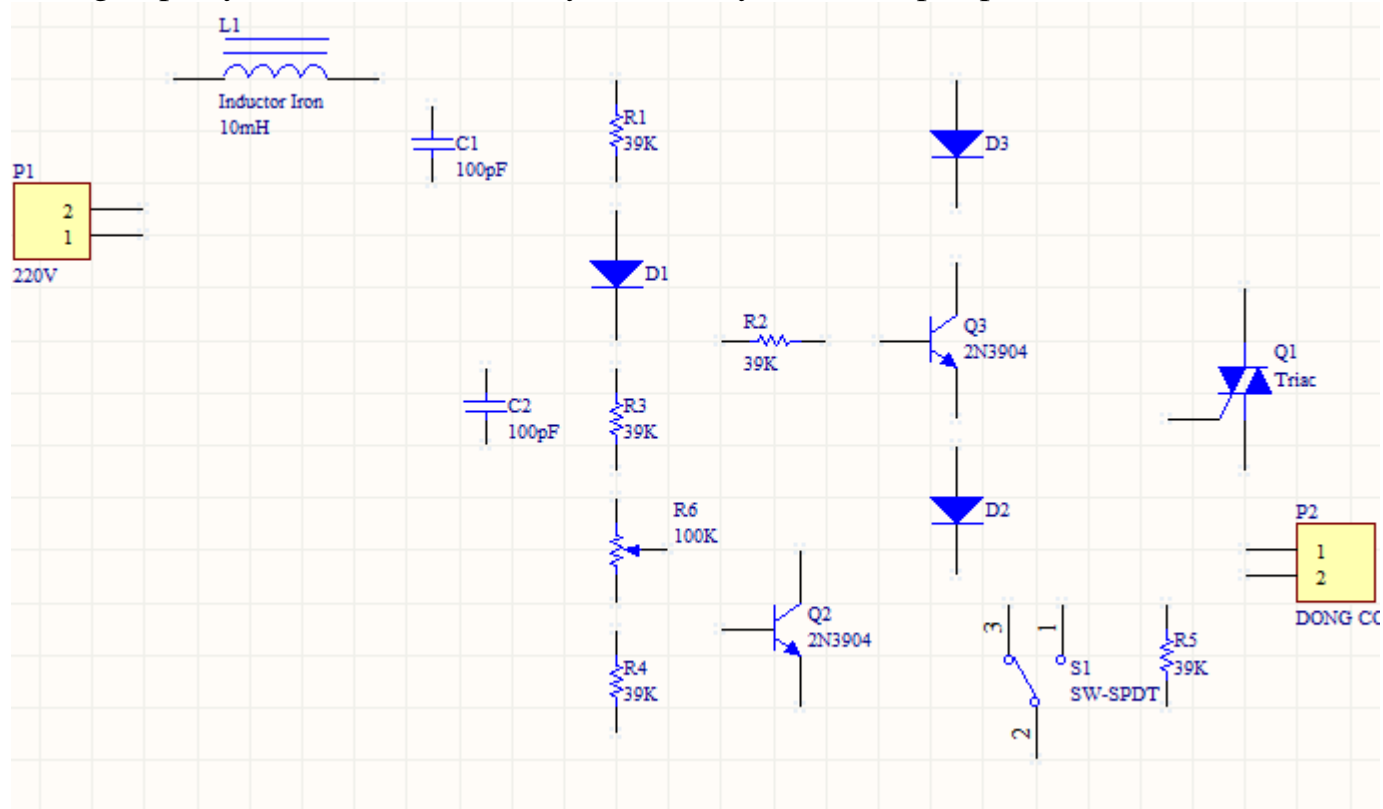 L1
Inductor Iron
10mH
C1
100pF
R1
39K
D3
P1
2
1
220V
D1
R2
39K
Q3
2N3904
Q1
Triac
C2
100pF
R3
39K
R6
100K
D2
P2
1
2
DONG CO
Q2
2N3904
3
1
S1
SW-SPDT
2
R4
39K
R5
39K